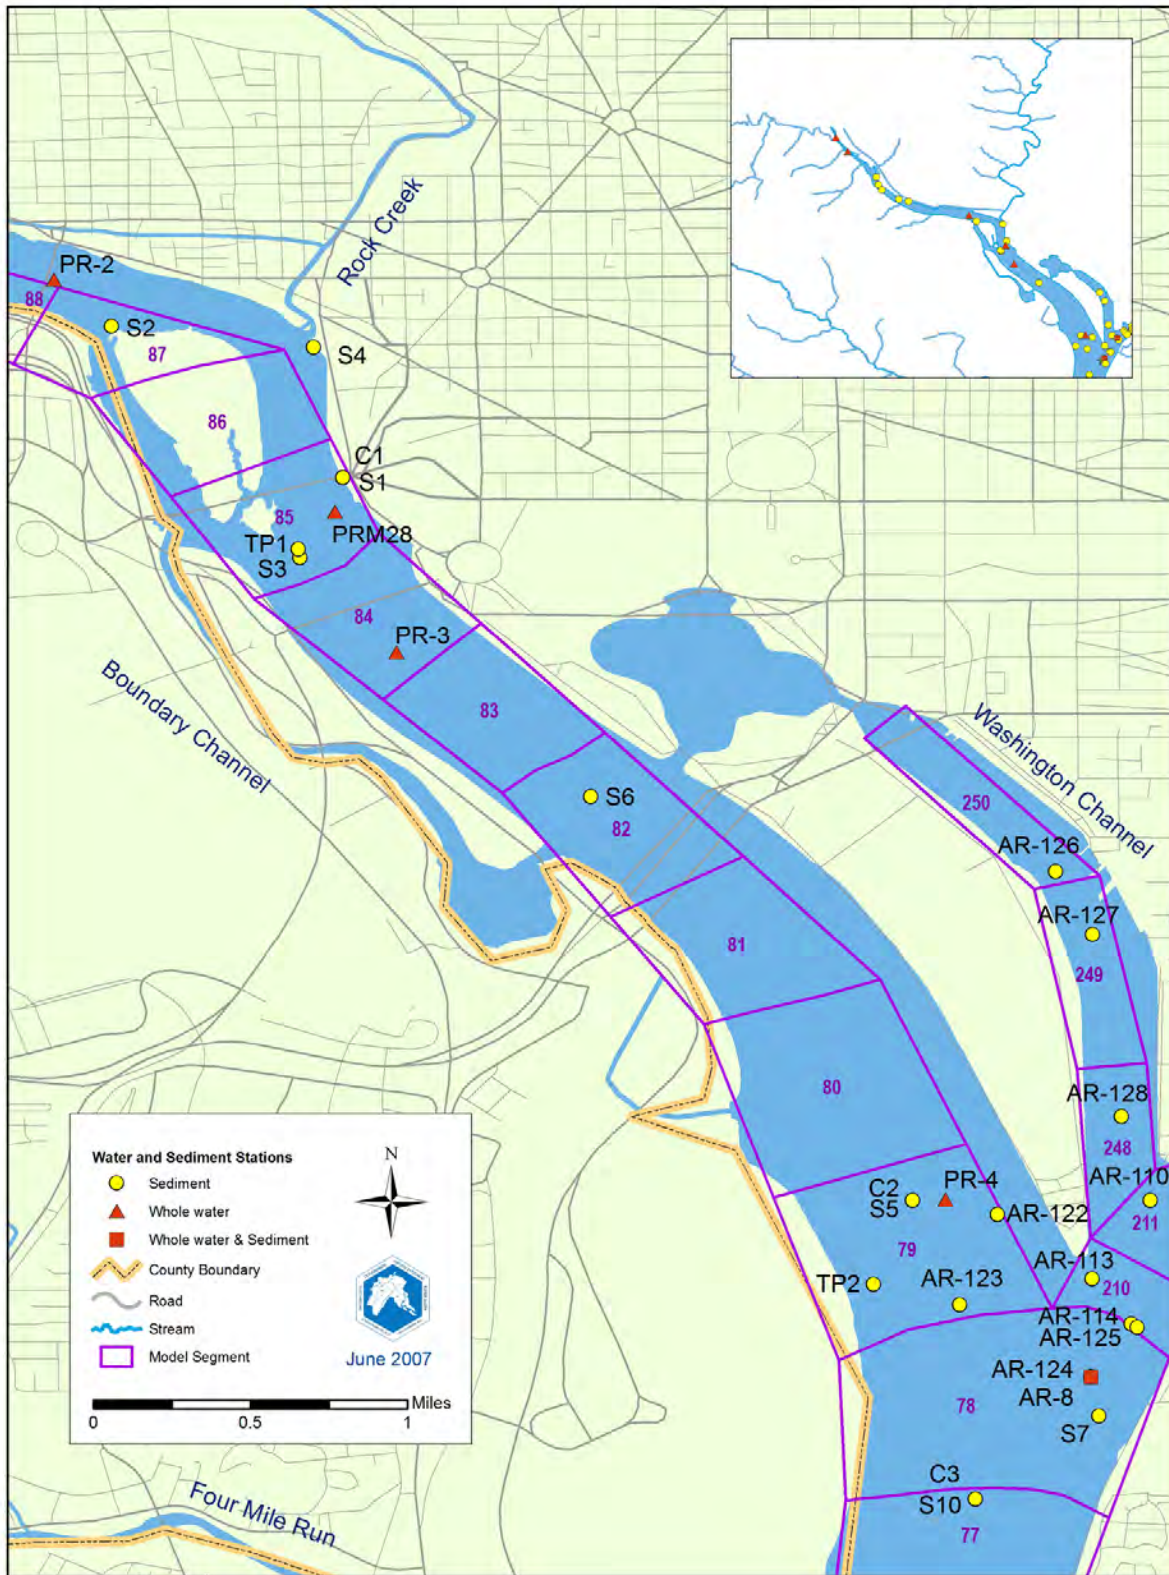 Rock Creek
PR-2
88
S2
87
S4
86
C1
S1
85
PRM28
TP1
S3
84
PR-3
Boundary Channel
83
Washington Channel
250
S6
82
AR-126
AR-127
81
249
80
AR-128
248
AR-110
C2
S5
PR-4
AR-122
211
79
AR-113
210
TP2
AR-123
AR-114
AR-125
AR-124
AR-8
78
S7
C3
S10
77
Four Mile Run
Water and Sediment Stations
Sediment
Whole water
Whole water & Sediment
County Boundary
Road
Stream
Model Segment
N
June 2007
Miles
0 0.5 1